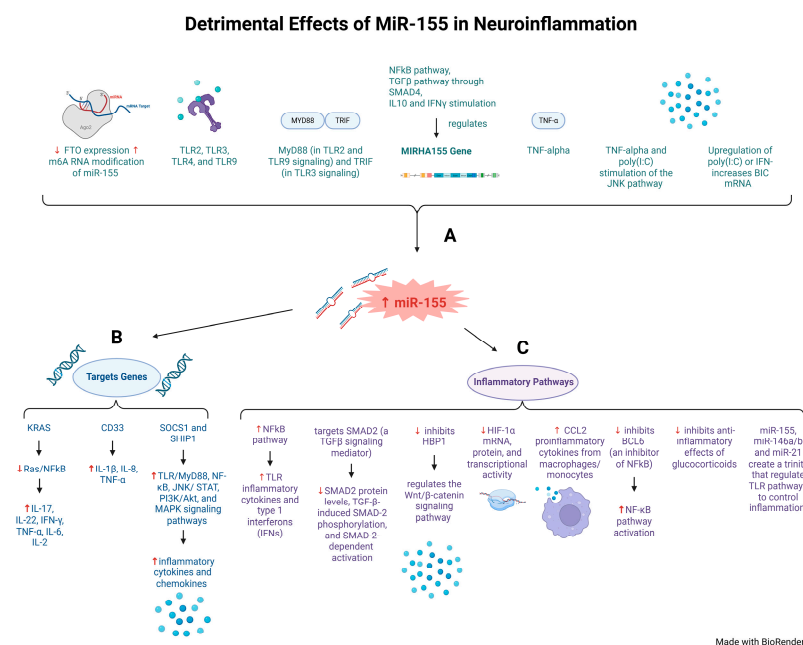 Detrimental Effects of MiR-155 in Neuroinflammation
3'
5'
miRNA
mRNA Target
Ago2
↓ FTO expression ↑
m6A RNA modification
of miR-155
TLR2, TLR3,
TLR4, and TLR9
MYD88
TRIF
MyD88 (in TLR2 and
TLR9 signaling) and TRIF
(in TLR3 signaling)
NFkB pathway,
TGFβ pathway through
SMAD4,
IL10 and IFNγ stimulation
regulates
MIRHA155 Gene
TNF-α
TNF-alpha
TNF-alpha and
poly(I:C)
stimulation of the
JNK pathway
Upregulation of
poly(I:C) or IFN-
increases BIC
mRNA
A
↑ miR-155
B
Targets Genes
KRAS
↓Ras/NFkB
↑IL-17,
IL-22, IFN-γ,
TNF-α, IL-6,
IL-2
CD33
↑IL-1β, IL-8,
TNF-α
SOCS1 and
SHIP1
↑TLR/MyD88, NF-
κB, JNK/ STAT,
PI3K/Akt, and
MAPK signaling
pathways
↑inflammatory
cytokines and
chemokines
C
Inflammatory Pathways
↑NFkB
pathway
↑TLR
inflammatory
cytokines and
type 1
interferons
(IFNs)
targets SMAD2 (a
TGFβ signaling
mediator)
↓SMAD2 protein
levels, TGF-β-
induced SMAD-2
phosphorylation,
and SMAD-2
dependent
activation
↓ inhibits
HBP1
regulates the
Wnt/β-catenin
signaling
pathway
↓HIF-1α
mRNA,
protein, and
transcriptional
activity
↑ CCL2
proinflammatory
cytokines from
macrophages/
monocytes
↓ inhibits
BCL6
(an inhibitor
of NFkB)
↑NF-κB
pathway
activation
↓ inhibits anti-
inflammatory
effects of
glucocorticoids
miR-155,
miR-146a/b
and miR-21
create a trinit
that regulate
TLR pathway
to control
inflammation
Made with BioRender